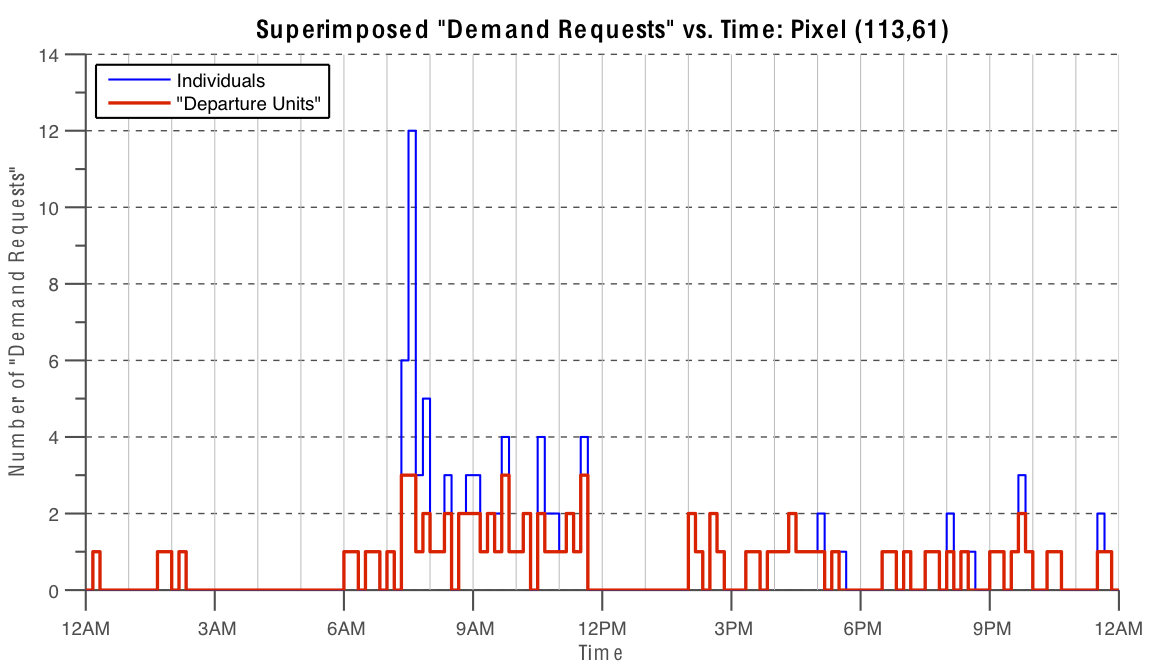 Superimposed "Demand Requests" vs. Time: Pixel (113,61)
14
Individuals
"Departure Units"
12
10
8
6
4
2
0
Number of "Demand Requests"
12AM 3AM 6AM 9AM 12PM 3PM 6PM 9PM 12AM
Time